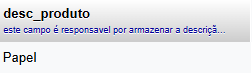 desc_produto
este campo é responsavel por armazenar a descriçã...
Papel